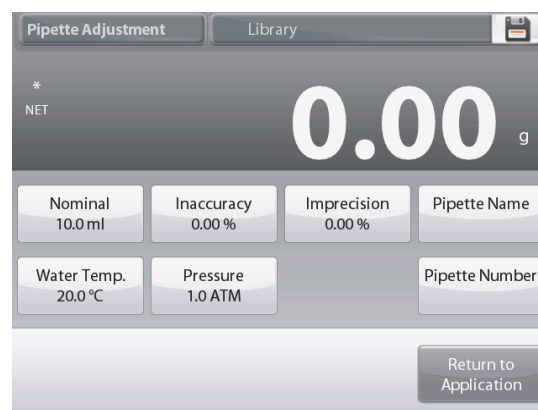 Pipette Adjustment
Library
*
NET
0.00 g
Nominal
10.0 ml
Inaccuracy
0.00 %
Imprecision
0.00 %
Pipette Name
Water Temp.
20.0 °C
Pressure
1.0 ATM
Pipette Number
Return to
Application